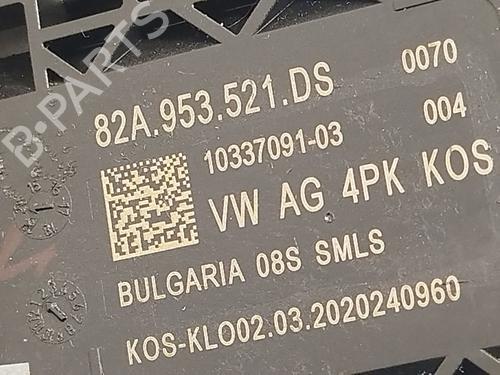 82A.953.521.DS 0070
10337091-03 004
VW AG 4PK KOS
BULGARIA 08S SMLS
KOS-KLO02.03.2020240960
B-PARTS